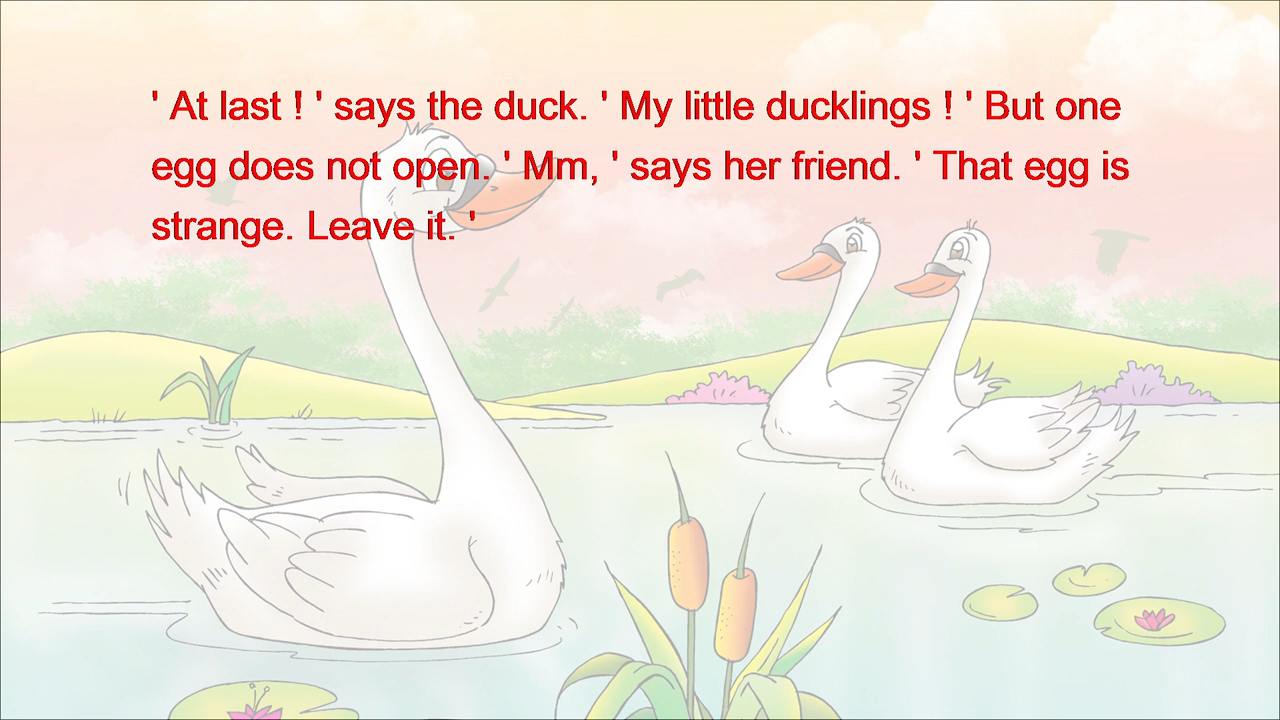 ' At last ! ' says the duck. ' My little ducklings ! ' But one
egg does not open. ' Mm, ' says her friend. ' That egg is
strange. Leave it. '